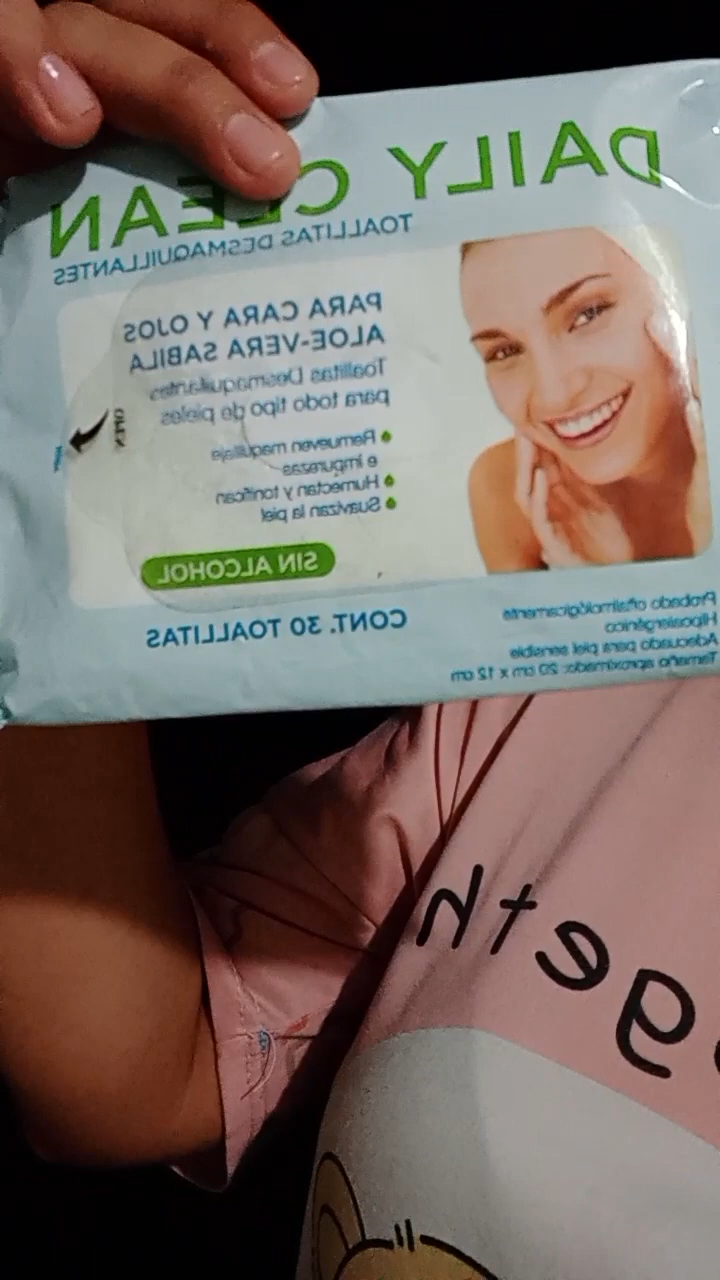 DAILY CLEAN
TOALLITAS DESMAQUILLANTES
PARA CARA Y OJOS
ALOE-VERA SABILA
Toallitas Desmaquillantes
para todo tipo de pieles
Remueven maquillaje
e impurezas
Humectan y tonifican
Suavizan la piel
SIN ALCOHOL
OPEN
CONT. 30 TOALLITAS
Probado oftalmológicamente
Hipoalergénico
Adecuado para piel sensible
Tamaño aproximado: 20 cm x 12 cm
geth